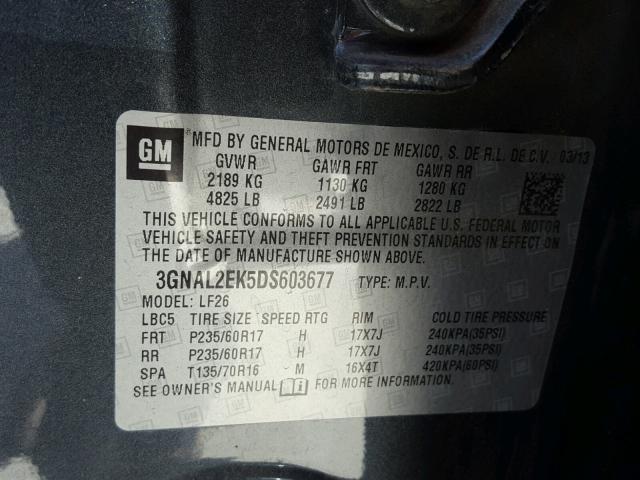 GM
MFD BY GENERAL MOTORS DE MEXICO, S. DE R.L. DE C.V. 03/13
GVWR GAWR FRT GAWR RR
2189 KG 1130 KG 1280 KG
4825 LB 2491 LB 2822 LB
THIS VEHICLE CONFORMS TO ALL APPLICABLE U.S. FEDERAL MOTOR
VEHICLE SAFETY AND THEFT PREVENTION STANDARDS IN EFFECT ON
THE DATE OF MANUFACTURE SHOWN ABOVE.
3GNAL2EK5DS603677 TYPE: M.P.V.
MODEL: LF26
LBC5 TIRE SIZE SPEED RTG RIM COLD TIRE PRESSURE
FRT P235/60R17 H 17X7J 240KPA(35PSI)
RR P235/60R17 H 17X7J 240KPA(35PSI)
SPA T135/70R16 M 16X4T 420KPA(60PSI)
SEE OWNER'S MANUAL FOR MORE INFORMATION.